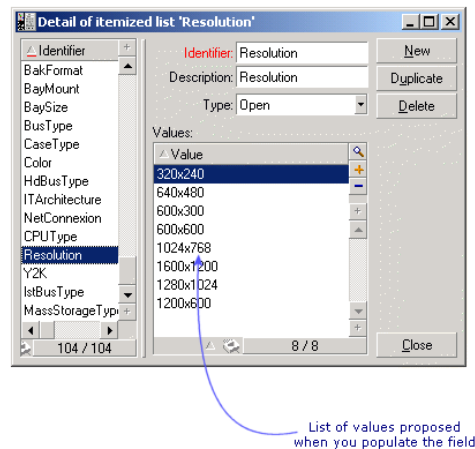 Detail of itemized list 'Resolution'
Identifier
BakFormat
BayMount
BaySize
BusType
CaseType
Color
HdBusType
ITArchitecture
NetConnexion
CPUType
Resolution
Y2K
lstBusType
MassStorageTyp
104 / 104
Identifier: Resolution
Description: Resolution
Type: Open
Values:
Value
320x240
640x480
600x300
600x600
1024x768
1600x1200
1280x1024
1200x600
8 / 8
New
Duplicate
Delete
Close
List of values proposed
when you populate the field